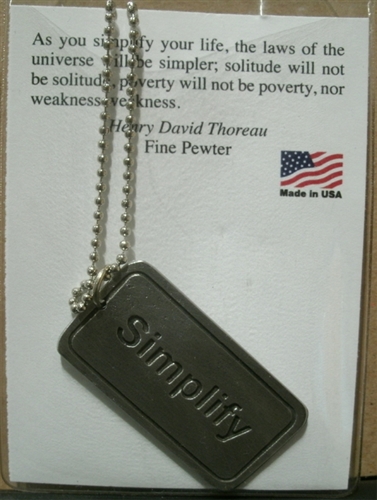 As you simplify your life, the laws of the
universe will be simpler; solitude will not
be solitude, poverty will not be poverty, nor
weakness weakness.
Henry David Thoreau
Fine Pewter
Made in USA
Simplify